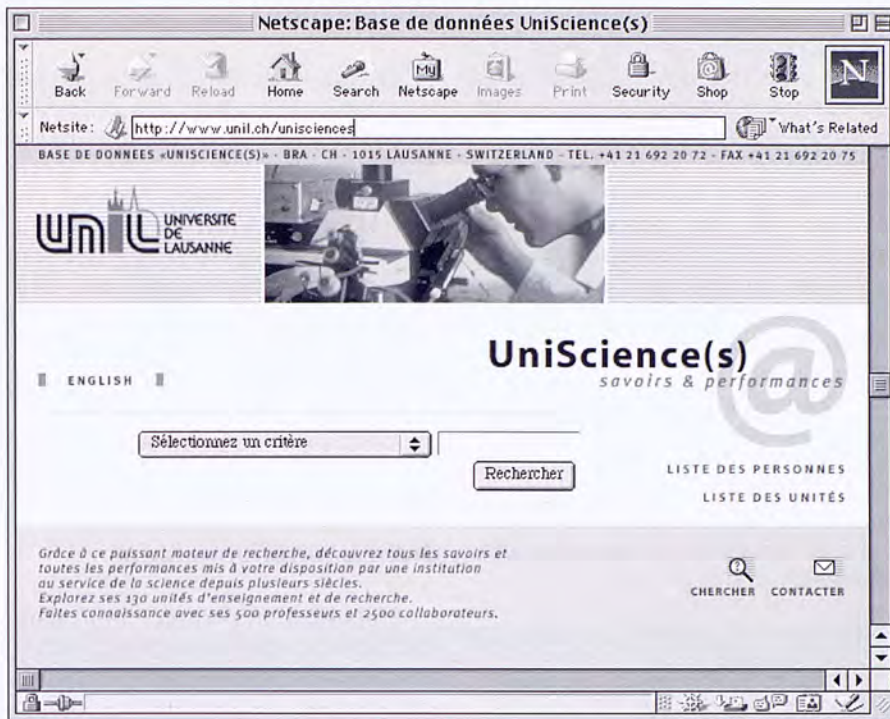 Netscape: Base de données UniScience(s)
Back Forward Reload Home Search Netscape Images Print Security Shop Stop N
My
Netsite: http://www.unil.ch/unisciences What's Related
BASE DE DONNEES «UNISCIENCE(S)» - BRA - CH - 1015 LAUSANNE - SWITZERLAND - TEL. +41 21 692 20 72 - FAX +41 21 692 20 75
unil UNIVERSITE
DE
LAUSANNE
UniScience(s)
savoirs & performances
@
ENGLISH
Sélectionnez un critère
Rechercher
LISTE DES PERSONNES
LISTE DES UNITÉS
Grâce à ce puissant moteur de recherche, découvrez tous les savoirs et
toutes les performances mis à votre disposition par une institution
au service de la science depuis plusieurs siècles.
Explorez ses 130 unités d'enseignement et de recherche.
Faites connaissance avec ses 500 professeurs et 2500 collaborateurs.
CHERCHER CONTACTER